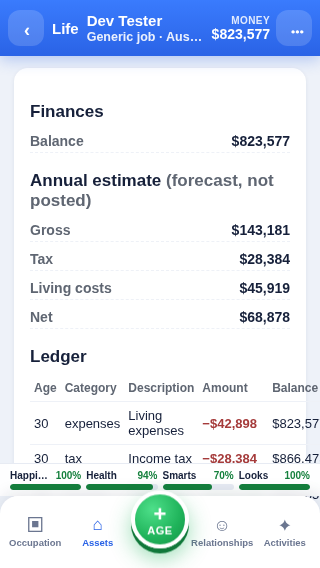 ‹ Life Dev Tester MONEY ...
Generic job · Aus… $823,577
Finances
Balance $823,577
Annual estimate (forecast, not
posted)
Gross $143,181
Tax $28,384
Living costs $45,919
Net $68,878
Ledger
Age Category Description Amount Balance
30 expenses Living expenses −$42,898 $823,57
30 tax Income tax −$28,384 $866,47
Happi… 100% Health 94% Smarts 70% Looks 100%
+
AGE
Occupation Assets Relationships Activities